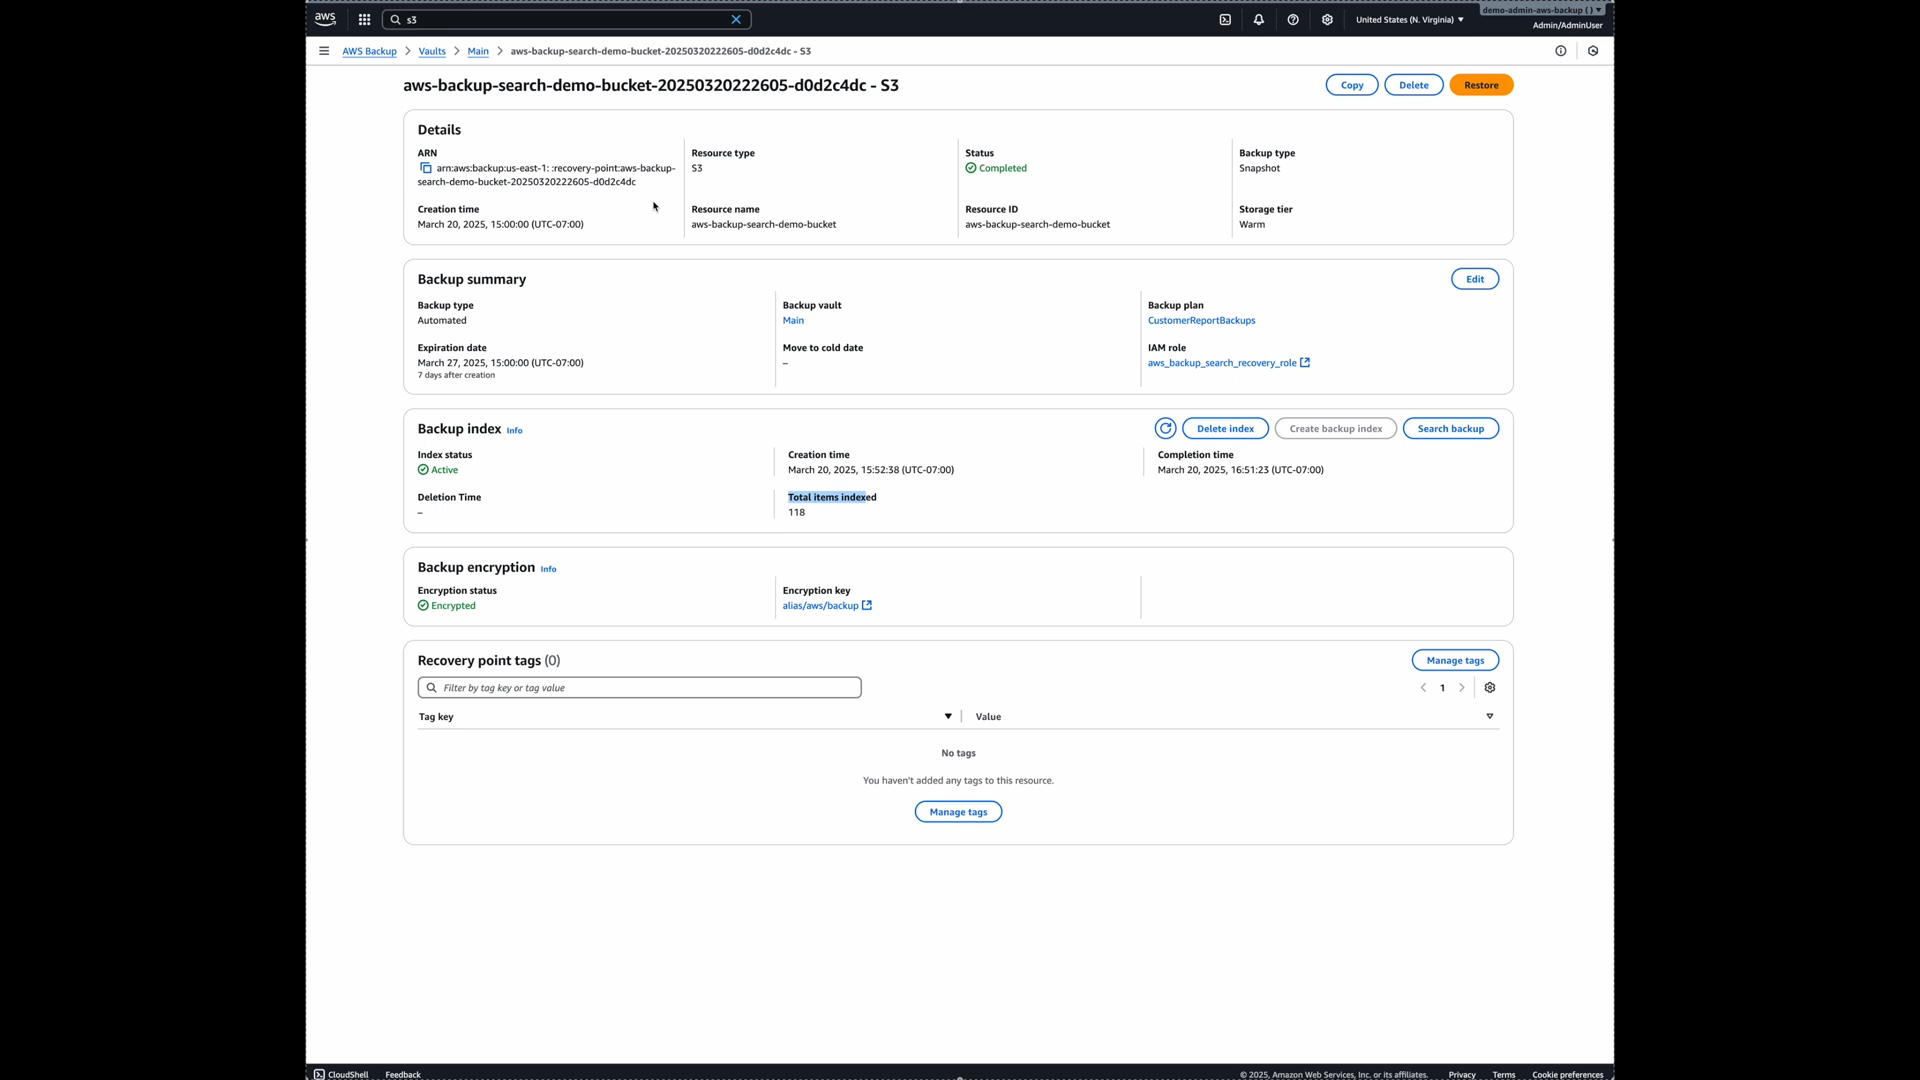 aws
s3
United States (N. Virginia)
demo-admin-aws-backup ( )
Admin/AdminUser
AWS Backup > Vaults > Main > aws-backup-search-demo-bucket-20250320222605-d0d2c4dc - S3
aws-backup-search-demo-bucket-20250320222605-d0d2c4dc - S3
Copy
Delete
Restore
Details
ARN
arn:aws:backup:us-east-1: :recovery-point:aws-backup-
search-demo-bucket-20250320222605-d0d2c4dc
Resource type
S3
Status
Completed
Backup type
Snapshot
Creation time
March 20, 2025, 15:00:00 (UTC-07:00)
Resource name
aws-backup-search-demo-bucket
Resource ID
aws-backup-search-demo-bucket
Storage tier
Warm
Backup summary
Edit
Backup type
Automated
Backup vault
Main
Backup plan
CustomerReportBackups
Expiration date
March 27, 2025, 15:00:00 (UTC-07:00)
7 days after creation
Move to cold date
–
IAM role
aws_backup_search_recovery_role
Backup index Info
Delete index
Create backup index
Search backup
Index status
Active
Creation time
March 20, 2025, 15:52:38 (UTC-07:00)
Completion time
March 20, 2025, 16:51:23 (UTC-07:00)
Deletion Time
–
Total items indexed
118
Backup encryption Info
Encryption status
Encrypted
Encryption key
alias/aws/backup
Recovery point tags (0)
Manage tags
Filter by tag key or tag value
1
Tag key
Value
No tags
You haven't added any tags to this resource.
Manage tags
CloudShell
Feedback
© 2025, Amazon Web Services, Inc. or its affiliates.
Privacy
Terms
Cookie preferences